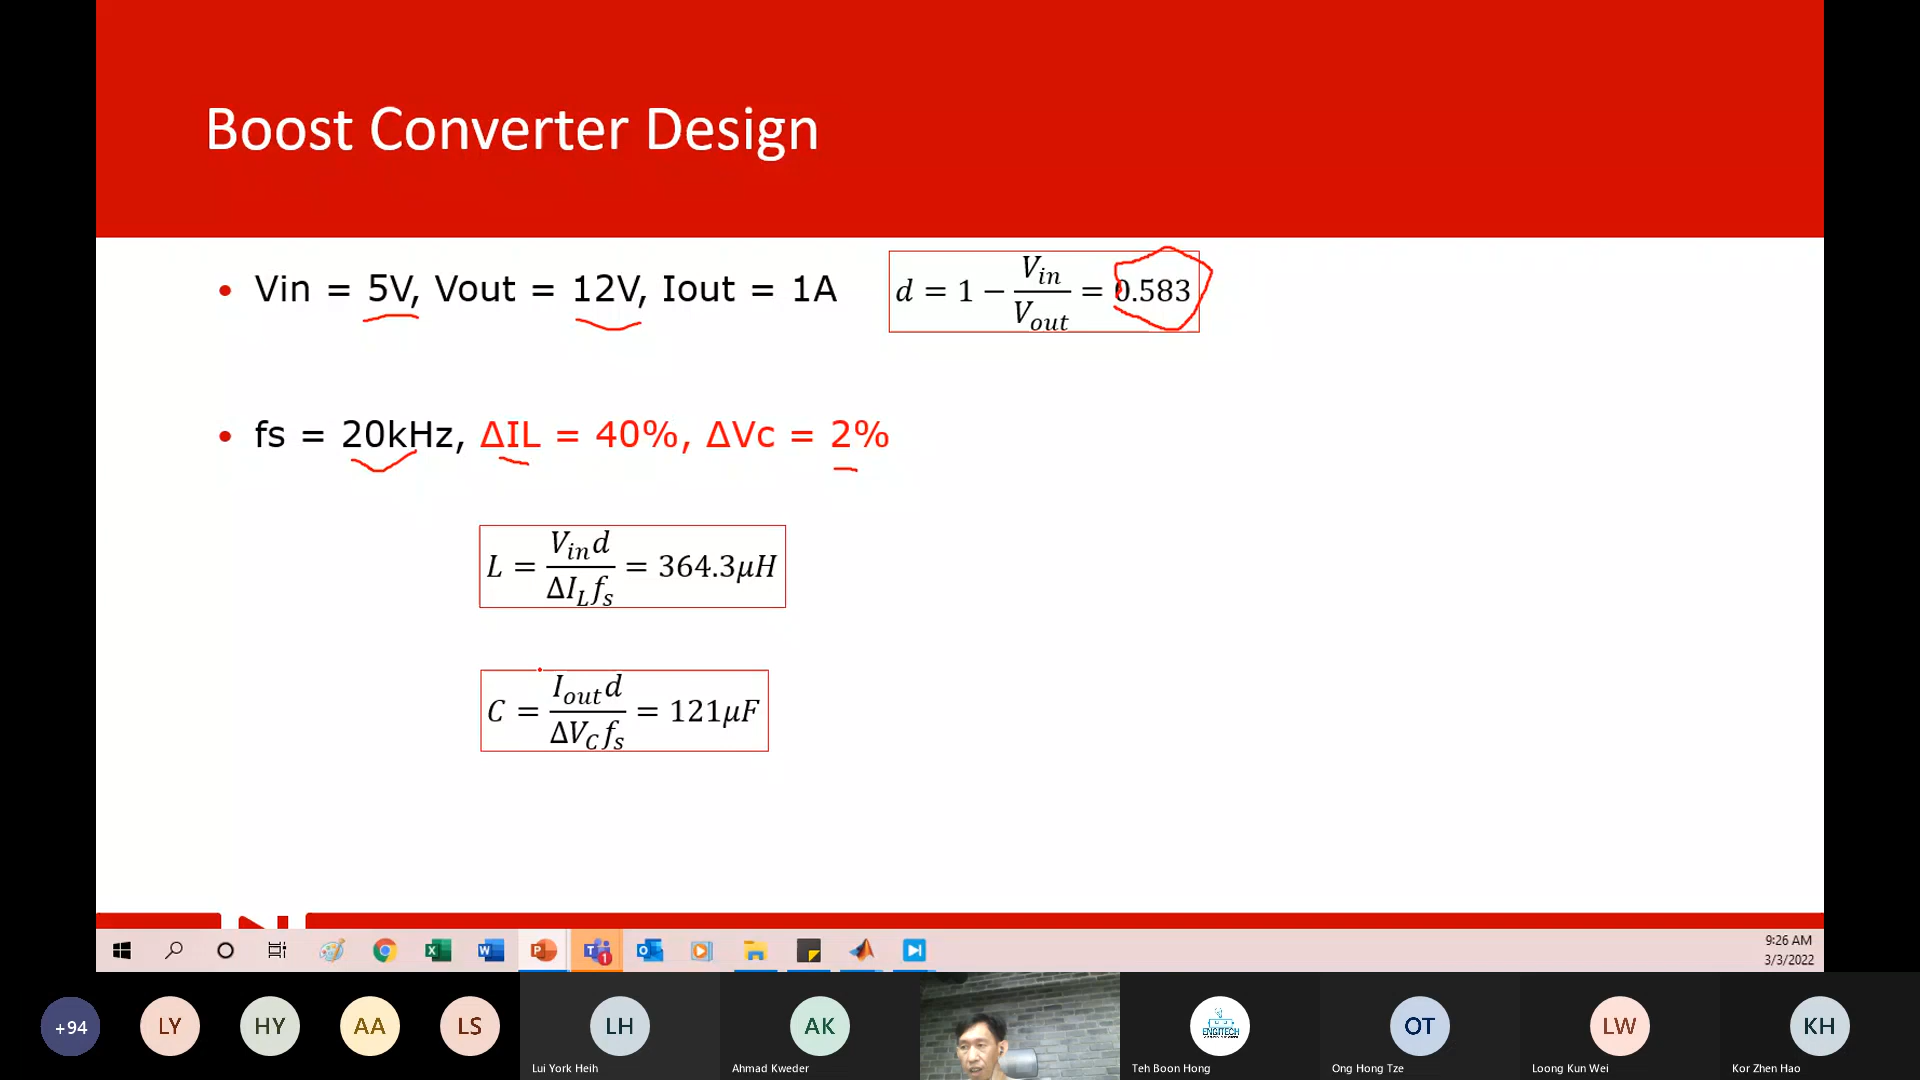 Boost Converter Design
• Vin = 5V, Vout = 12V, Iout = 1A
d = 1 − V_in / V_out = 0.583
• fs = 20kHz, ΔIL = 40%, ΔVc = 2%
L = V_in d / ΔI_L f_s = 364.3μH
C = I_out d / ΔV_C f_s = 121μF
9:26 AM
3/3/2022
+94
LY
HY
AA
LS
LH
Lui York Heih
AK
Ahmad Kweder
ENGITECH
Teh Boon Hong
OT
Ong Hong Tze
LW
Loong Kun Wei
KH
Kor Zhen Hao